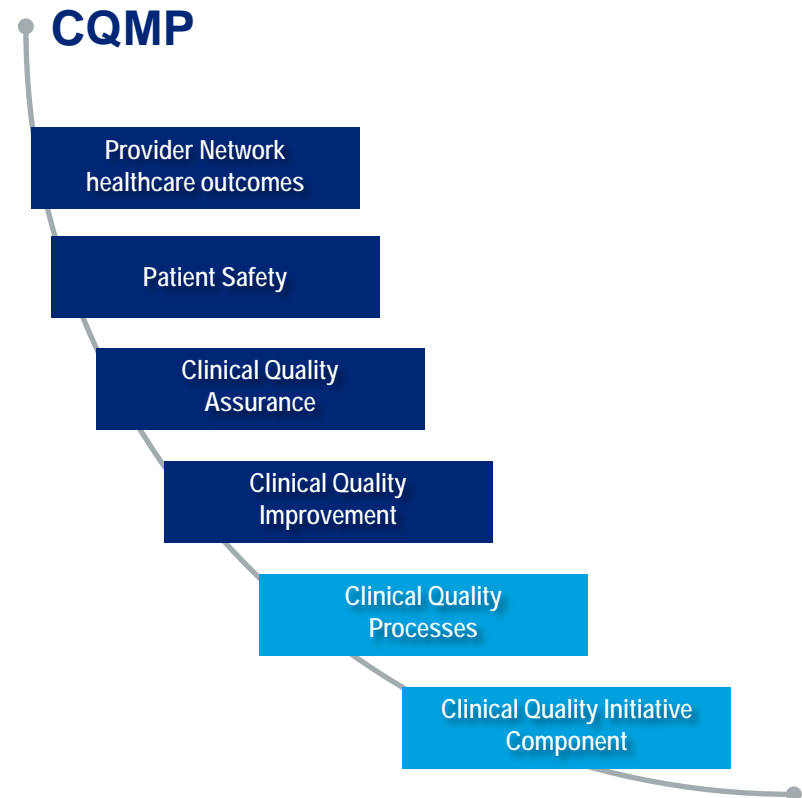 CQMP
Provider Network
healthcare outcomes
Patient Safety
Clinical Quality
Assurance
Clinical Quality
Improvement
Clinical Quality
Processes
Clinical Quality Initiative
Component